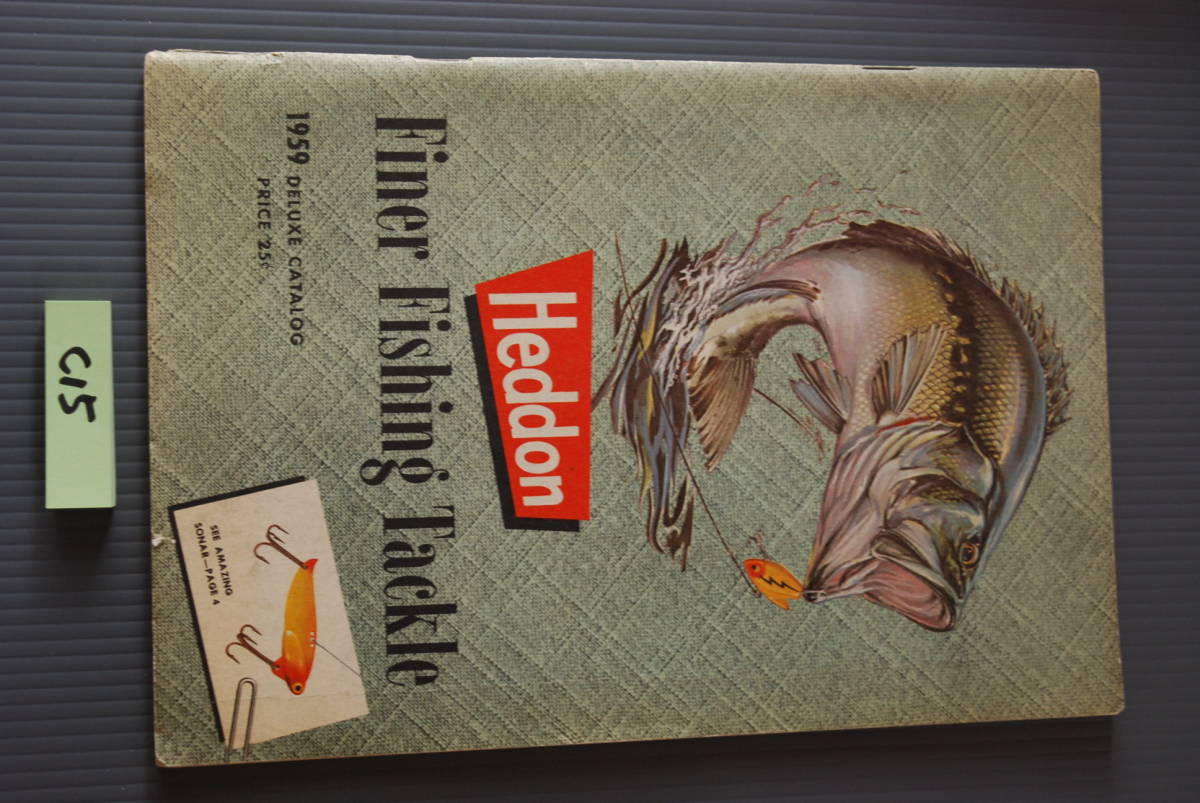 Heddon
Finer Fishing Tackle
1959 DELUXE CATALOG
PRICE 25¢
SEE AMAZING
SONAR—PAGE 4
C15